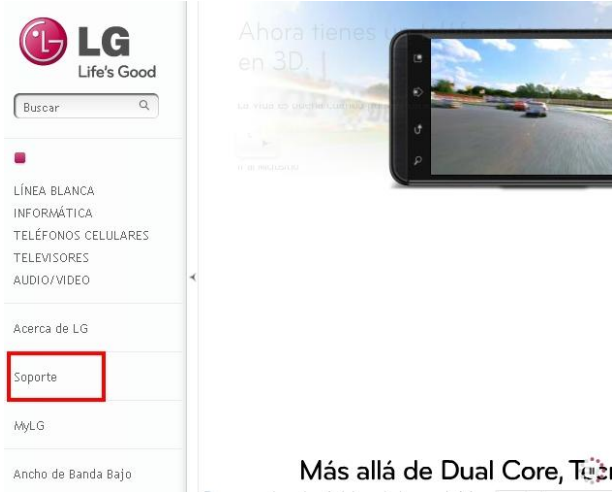 LG
Life's Good
Buscar
LÍNEA BLANCA
INFORMÁTICA
TELÉFONOS CELULARES
TELEVISORES
AUDIO/VIDEO
Acerca de LG
Soporte
MyLG
Ancho de Banda Bajo
Ahora tienes
en 3D.
Más allá de Dual Core,